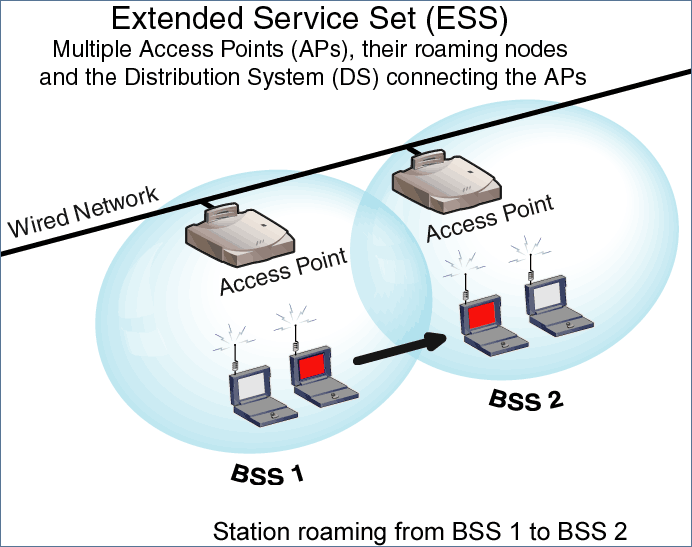 Extended Service Set (ESS)
Multiple Access Points (APs), their roaming nodes
and the Distribution System (DS) connecting the APs
Wired Network
Access Point
Access Point
BSS 2
BSS 1
Station roaming from BSS 1 to BSS 2